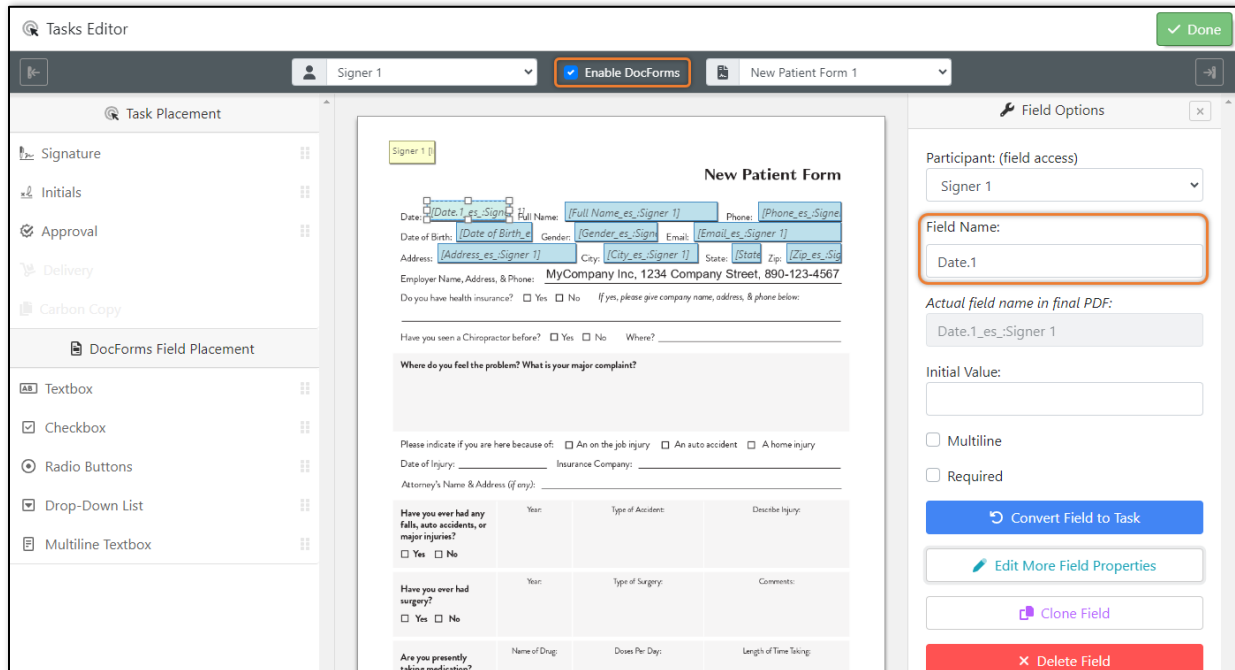 Tasks Editor
Done
Signer 1
Enable DocForms
New Patient Form 1
Task Placement
Signature
Initials
Approval
Delivery
Carbon Copy
DocForms Field Placement
Textbox
Checkbox
Radio Buttons
Drop-Down List
Multiline Textbox
Signer 1 [
New Patient Form
Date: [Date.1_es_:Signer 1] Full Name: [Full Name_es_:Signer 1] Phone: [Phone_es_:Signe
Date of Birth: [Date of Birth_e Gender: [Gender_es_:Sign Email: [Email_es_:Signer 1]
Address: [Address_es_:Signer 1] City: [City_es_:Signer 1] State: [State Zip: [Zip_es_:Sig
Employer Name, Address, & Phone: MyCompany Inc, 1234 Company Street, 890-123-4567
Do you have health insurance? Yes No If yes, please give company name, address, & phone below:
Have you seen a Chiropractor before? Yes No Where?
Where do you feel the problem? What is your major complaint?
Please indicate if you are here because of: An on the job injury An auto accident A home injury
Date of Injury: Insurance Company:
Attorney's Name & Address (if any):
Have you ever had any
falls, auto accidents, or
major injuries?
Yes No
Year: Type of Accident: Describe Injury:
Have you ever had
surgery?
Yes No
Year: Type of Surgery: Comments:
Are you presently
taking medication?
Name of Drug: Doses Per Day: Length of Time Taking:
Field Options
Participant: (field access)
Signer 1
Field Name:
Date.1
Actual field name in final PDF:
Date.1_es_:Signer 1
Initial Value:
Multiline
Required
Convert Field to Task
Edit More Field Properties
Clone Field
Delete Field